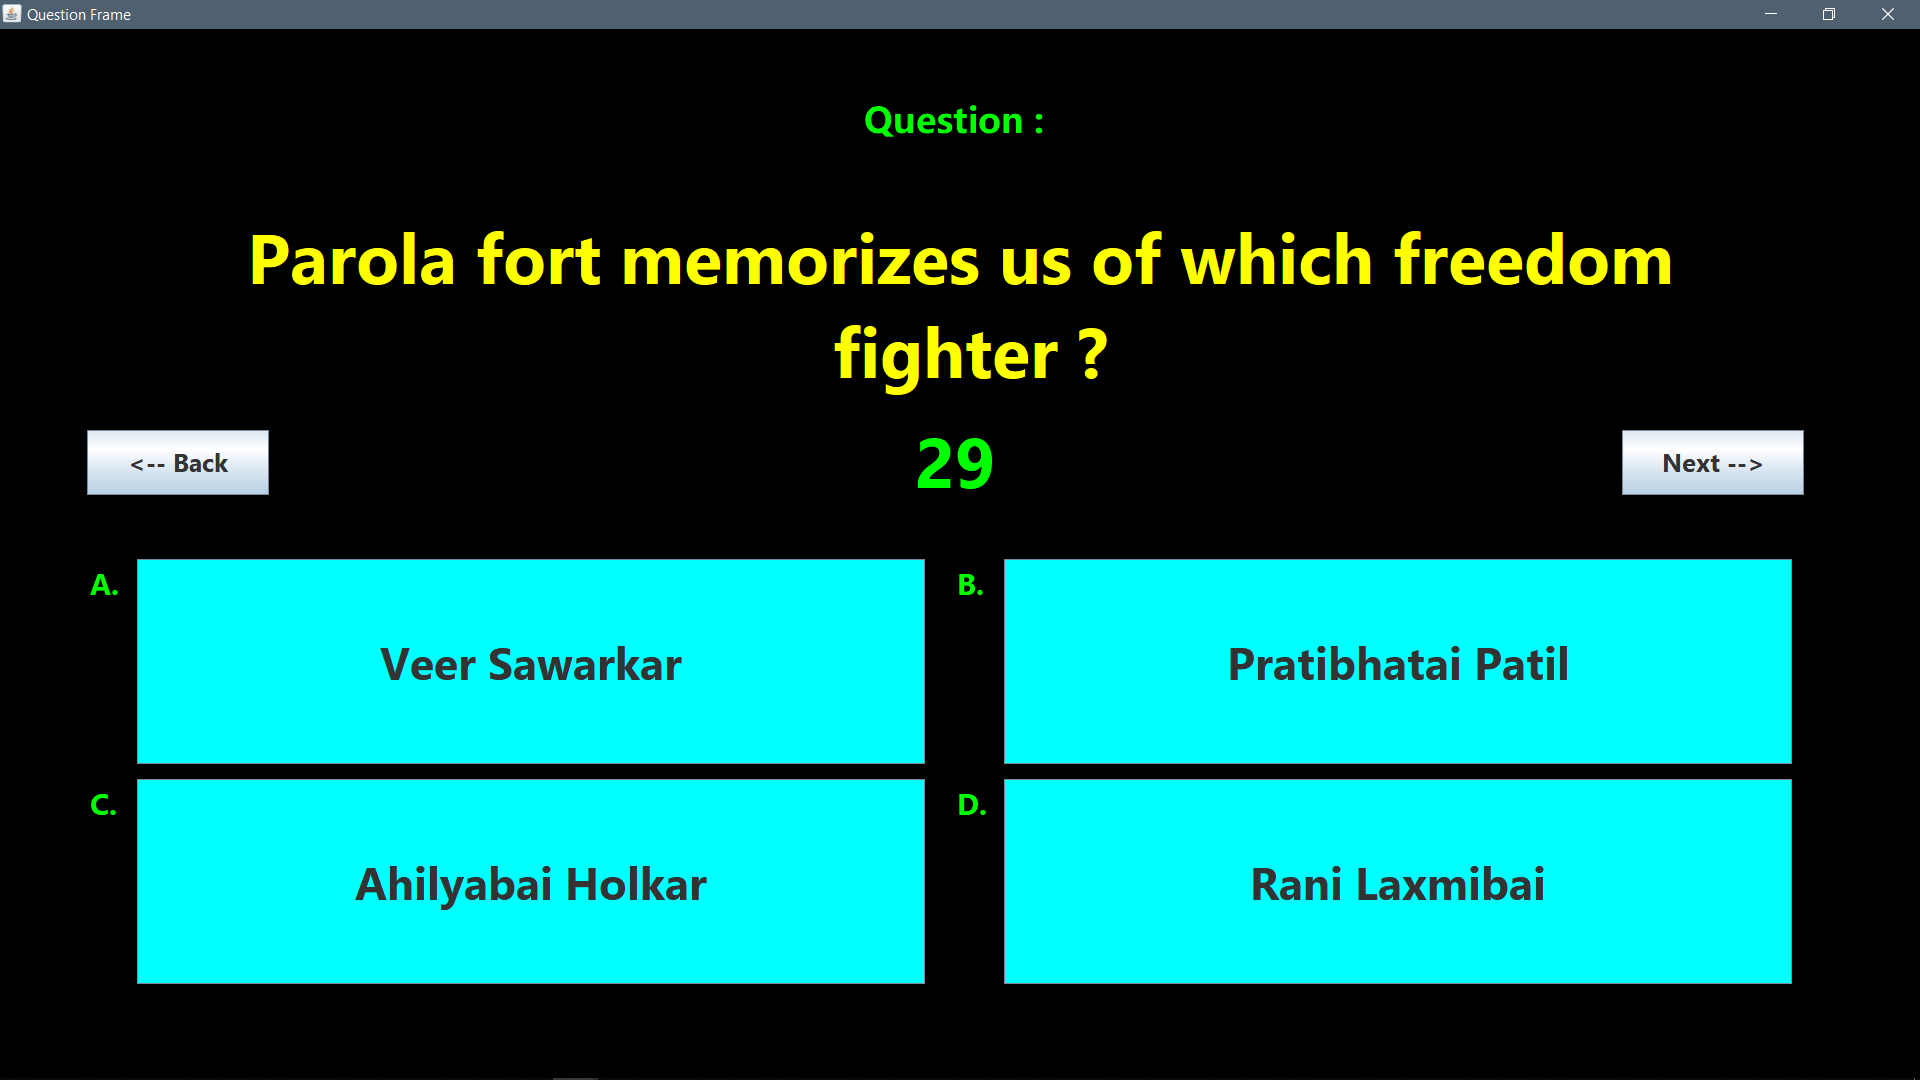 Question Frame
Question :
Parola fort memorizes us of which freedom
fighter ?
<-- Back
29
Next -->
A.
Veer Sawarkar
B.
Pratibhatai Patil
C.
Ahilyabai Holkar
D.
Rani Laxmibai